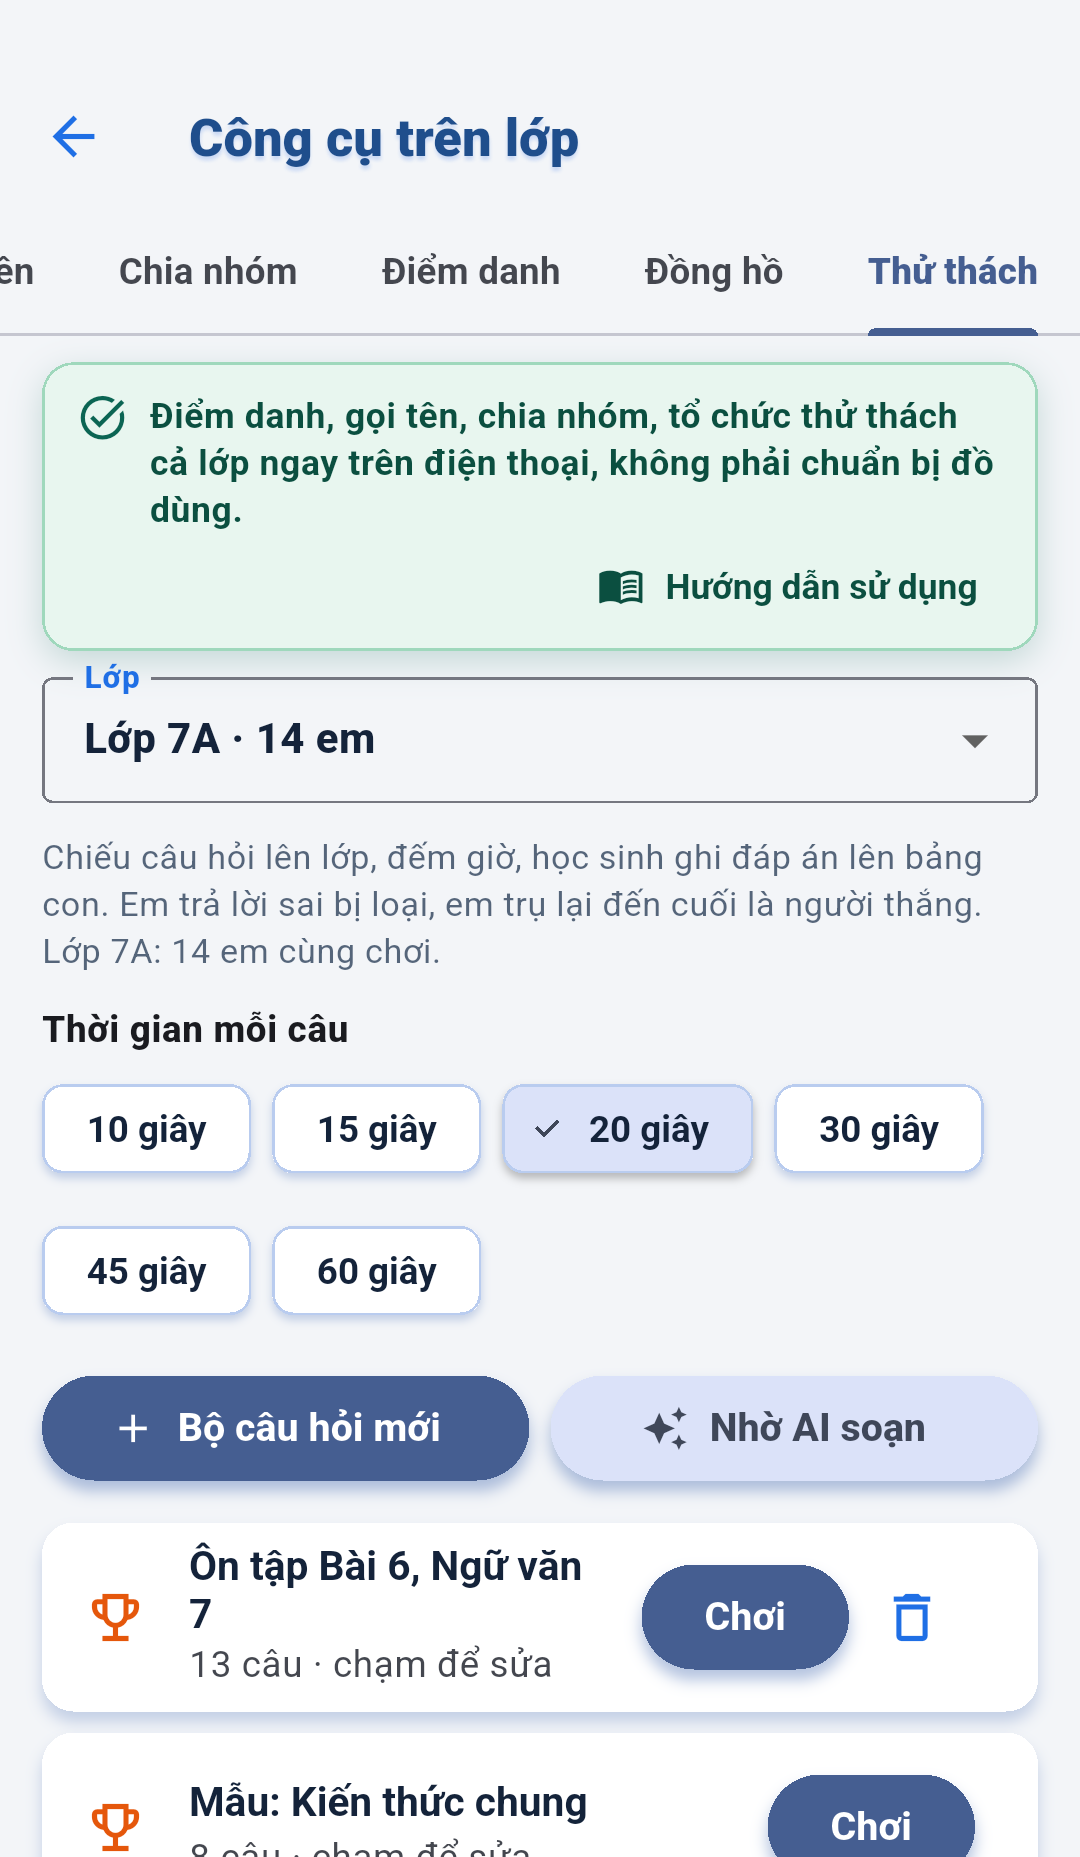 Công cụ trên lớp
ên Chia nhóm Điểm danh Đồng hồ Thử thách
Điểm danh, gọi tên, chia nhóm, tổ chức thử thách
cả lớp ngay trên điện thoại, không phải chuẩn bị đồ
dùng.
Hướng dẫn sử dụng
Lớp
Lớp 7A · 14 em
Chiếu câu hỏi lên lớp, đếm giờ, học sinh ghi đáp án lên bảng
con. Em trả lời sai bị loại, em trụ lại đến cuối là người thắng.
Lớp 7A: 14 em cùng chơi.
Thời gian mỗi câu
10 giây 15 giây 20 giây 30 giây
45 giây 60 giây
Bộ câu hỏi mới Nhờ AI soạn
Ôn tập Bài 6, Ngữ văn
7
13 câu · chạm để sửa
Chơi
Mẫu: Kiến thức chung
8 câu · chạm để sửa
Chơi